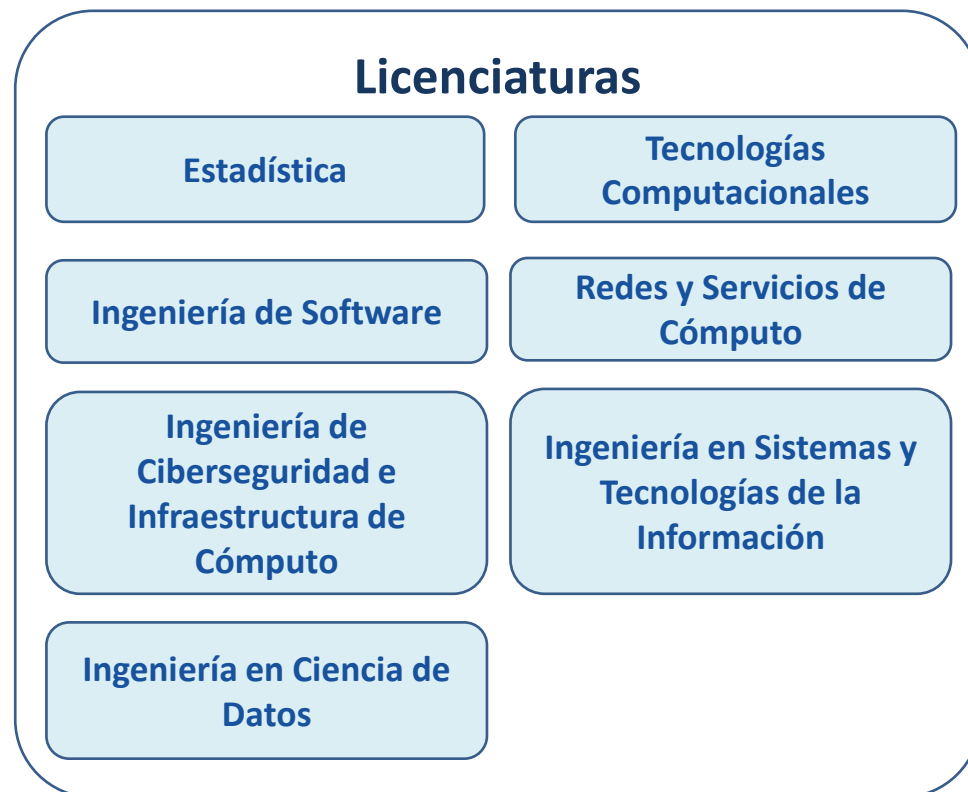 Licenciaturas
Estadística
Tecnologías
Computacionales
Ingeniería de Software
Redes y Servicios de
Cómputo
Ingeniería de
Ciberseguridad e
Infraestructura de
Cómputo
Ingeniería en Sistemas y
Tecnologías de la
Información
Ingeniería en Ciencia de
Datos